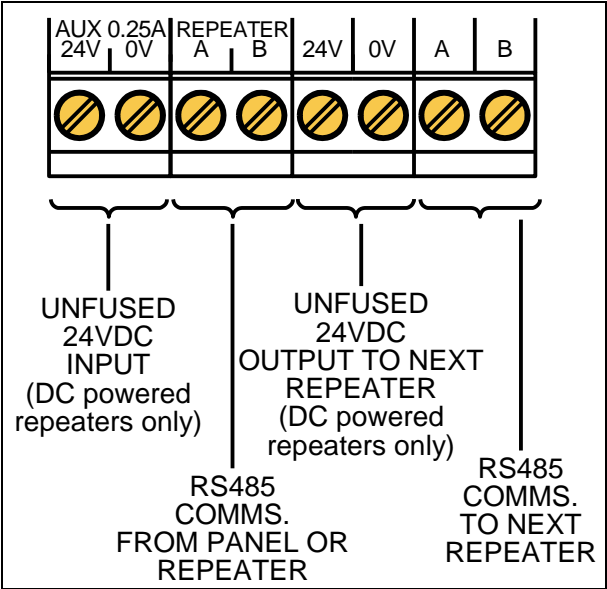 AUX 0.25A REPEATER
24V 0V A B 24V 0V A B
UNFUSED
24VDC
INPUT
(DC powered
repeaters only)
RS485
COMMS.
FROM PANEL OR
REPEATER
UNFUSED
24VDC
OUTPUT TO NEXT
REPEATER
(DC powered
repeaters only)
RS485
COMMS.
TO NEXT
REPEATER